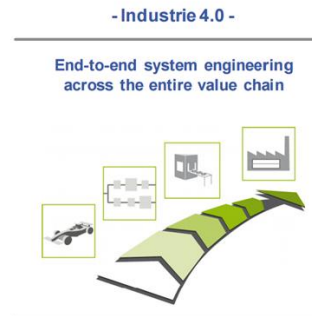 - Industrie 4.0 -
End-to-end system engineering
across the entire value chain